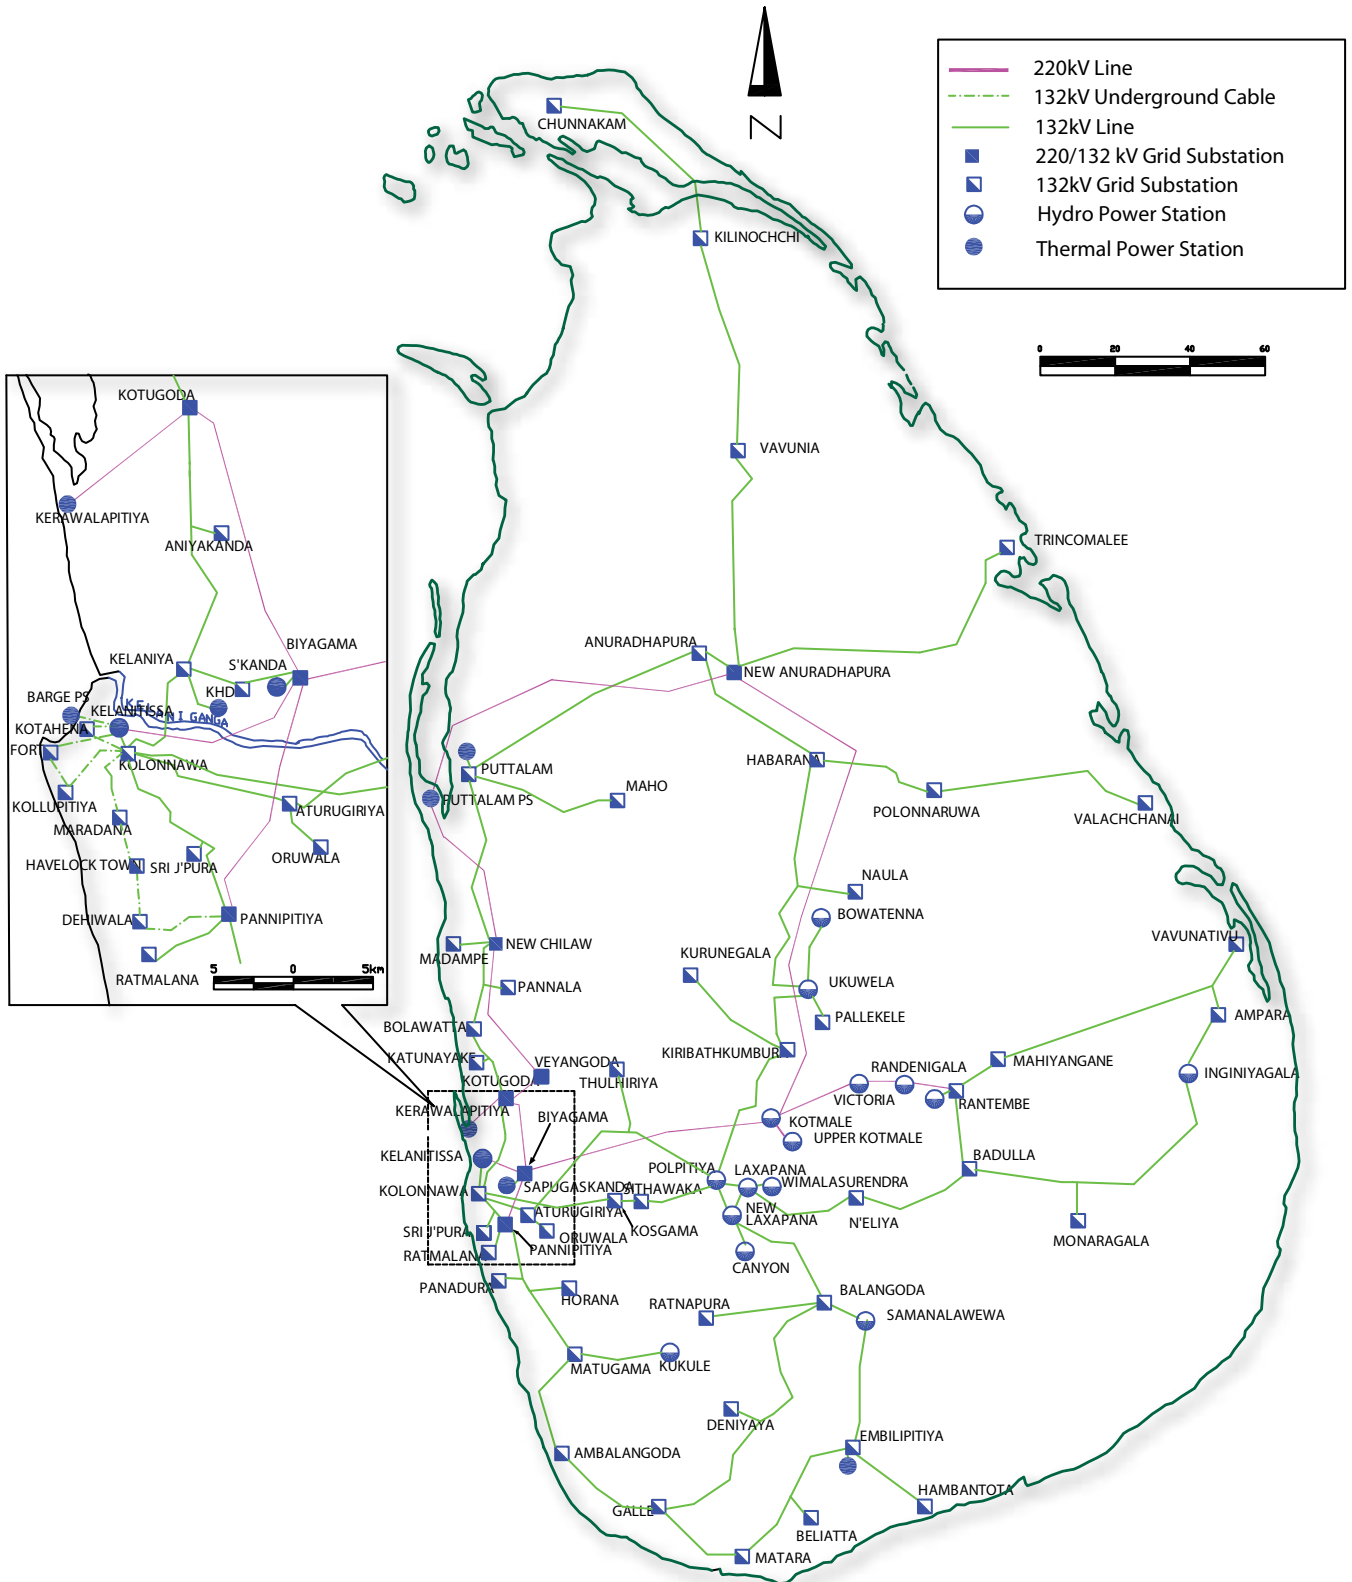 N
220kV Line
132kV Underground Cable
132kV Line
220/132 kV Grid Substation
132kV Grid Substation
Hydro Power Station
Thermal Power Station
0 20 40 60
CHUNNAKAM
KILINOCHCHI
VAVUNIA
TRINCOMALEE
ANURADHAPURA
NEW ANURADHAPURA
HABARANA
PUTTALAM
PUTTALAM PS
MAHO
POLONNARUWA
VALACHCHANAI
NAULA
BOWATENNA
VAVUNATIVU
NEW CHILAW
MADAMPE
KURUNEGALA
UKUWELA
PANNALA
PALLEKELE
AMPARA
BOLAWATTA
KIRIBATHKUMBUR
KATUNAYAKE
VEYANGODA
THULHIRIYA
MAHIYANGANE
RANDENIGALA
INGINIYAGALA
KOTUGODA
VICTORIA
RANTEMBE
KERAWALAPITIYA
BIYAGAMA
KOTMALE
UPPER KOTMALE
KELANITISSA
BADULLA
POLPITIYA
LAXAPANA
WIMALASURENDRA
SAPUGASKANDA
SITHAWAKA
KOLONNAWA
NEW
LAXAPANA
ATURUGIRIYA
N'ELIYA
KOSGAMA
SRI J'PURA
ORUWALA
PANNIPITIYA
MONARAGALA
RATMALANA
CANYON
PANADURA
HORANA
BALANGODA
RATNAPURA
SAMANALAWEWA
MATUGAMA
KUKULE
DENIYAYA
EMBILIPITIYA
AMBALANGODA
HAMBANTOTA
GALLE
BELIATTA
MATARA
KOTUGODA
KERAWALAPITIYA
ANIYAKANDA
BIYAGAMA
KELANIYA
S'KANDA
KHD
BARGE PS
KELANITISSA
KELANI GANGA
KOTAHENA
FORT
KOLONNAWA
KOLLUPITIYA
ATURUGIRIYA
MARADANA
ORUWALA
HAVELOCK TOWN
SRI J'PURA
DEHIWALA
PANNIPITIYA
RATMALANA
5 0 5km